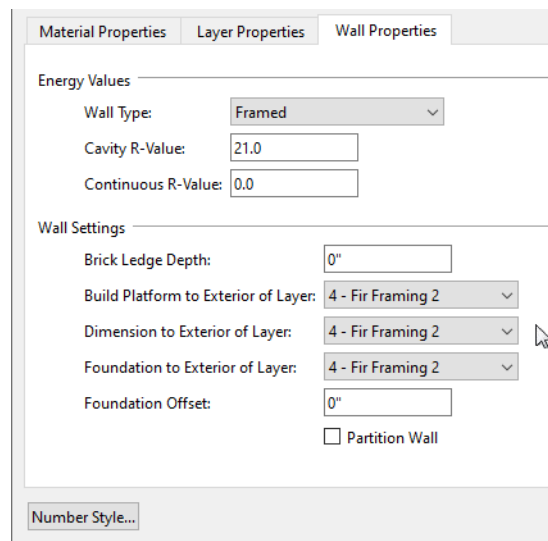 Material Properties Layer Properties Wall Properties
Energy Values
Wall Type: Framed
Cavity R-Value: 21.0
Continuous R-Value: 0.0
Wall Settings
Brick Ledge Depth: 0"
Build Platform to Exterior of Layer: 4 - Fir Framing 2
Dimension to Exterior of Layer: 4 - Fir Framing 2
Foundation to Exterior of Layer: 4 - Fir Framing 2
Foundation Offset: 0"
Partition Wall
Number Style...